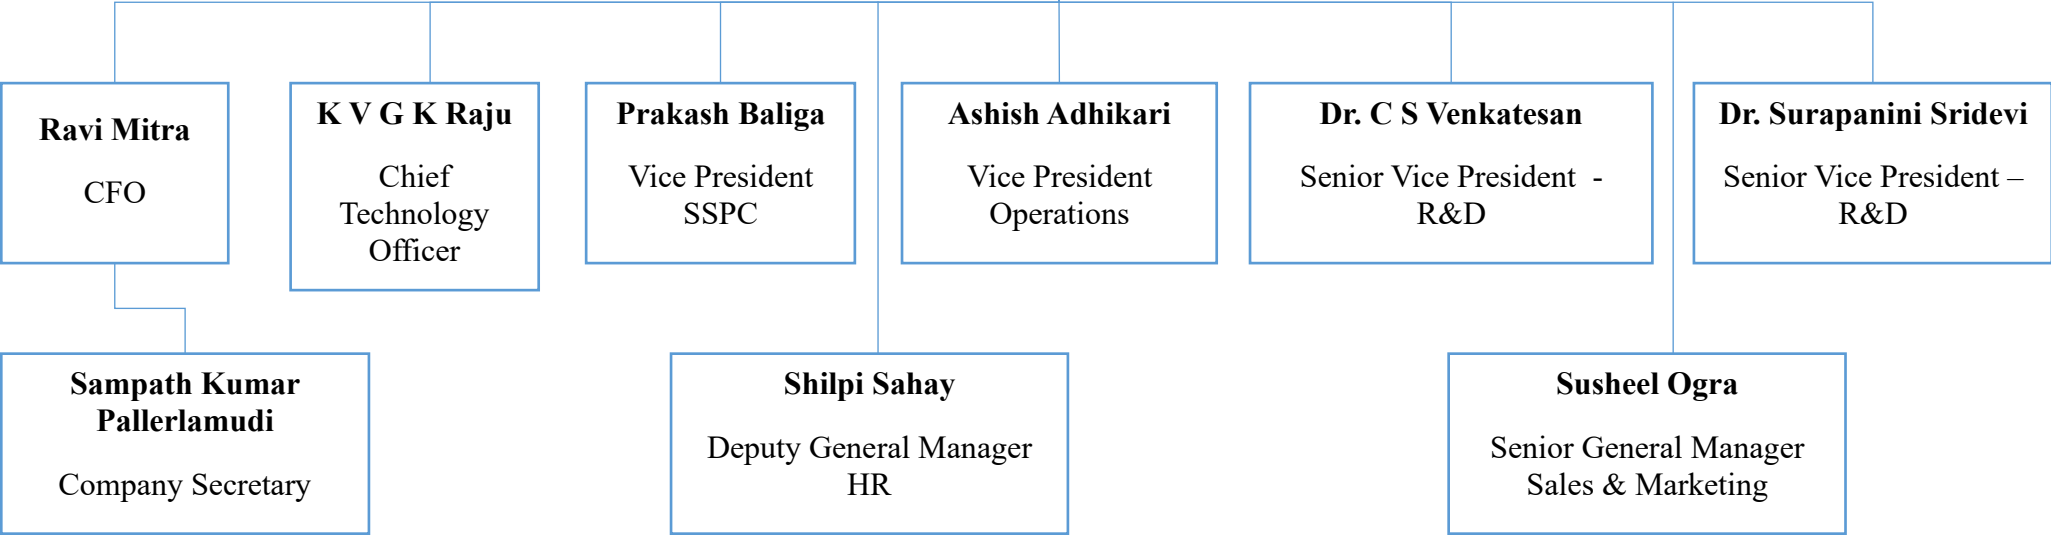 Ravi Mitra
CFO
K V G K Raju
Chief
Technology
Officer
Prakash Baliga
Vice President
SSPC
Ashish Adhikari
Vice President
Operations
Dr. C S Venkatesan
Senior Vice President  -
R&D
Dr. Surapanini Sridevi
Senior Vice President –
R&D
Sampath Kumar
Pallerlamudi
Company Secretary
Shilpi Sahay
Deputy General Manager
HR
Susheel Ogra
Senior General Manager
Sales & Marketing